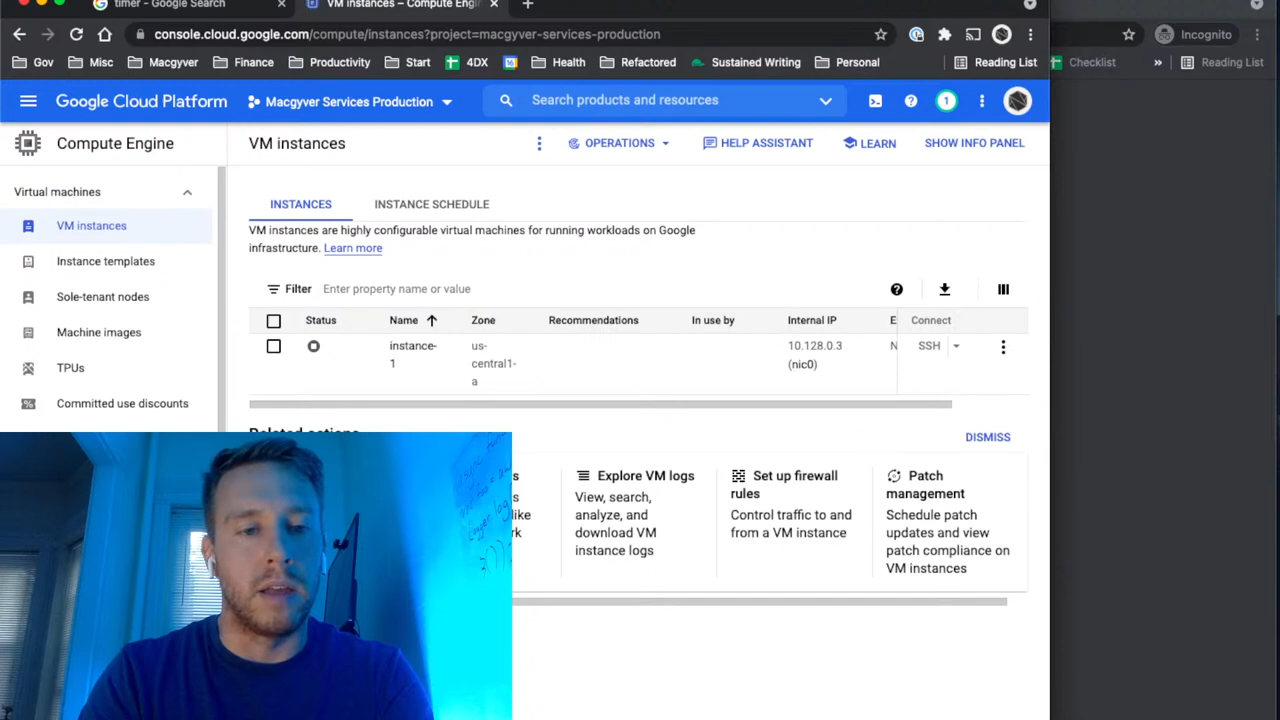 timer - Google Search
VM instances – Compute Engi
console.cloud.google.com/compute/instances?project=macgyver-services-production
Incognito
Gov
Misc
Macgyver
Finance
Productivity
Start
4DX
Health
Refactored
Sustained Writing
Personal
Reading List
Checklist
»
Reading List
Google Cloud Platform
Macgyver Services Production
Search products and resources
1
Compute Engine
VM instances
OPERATIONS
HELP ASSISTANT
LEARN
SHOW INFO PANEL
Virtual machines
VM instances
Instance templates
Sole-tenant nodes
Machine images
TPUs
Committed use discounts
INSTANCES
INSTANCE SCHEDULE
VM instances are highly configurable virtual machines for running workloads on Google
infrastructure. Learn more
Filter
Enter property name or value
Status
Name
Zone
Recommendations
In use by
Internal IP
E
Connect
instance-
1
us-
central1-
a
10.128.0.3
(nic0)
N
SSH
Related actions
DISMISS
s
s
like
rk
Explore VM logs
View, search,
analyze, and
download VM
instance logs
Set up firewall
rules
Control traffic to and
from a VM instance
Patch
management
Schedule patch
updates and view
patch compliance on
VM instances